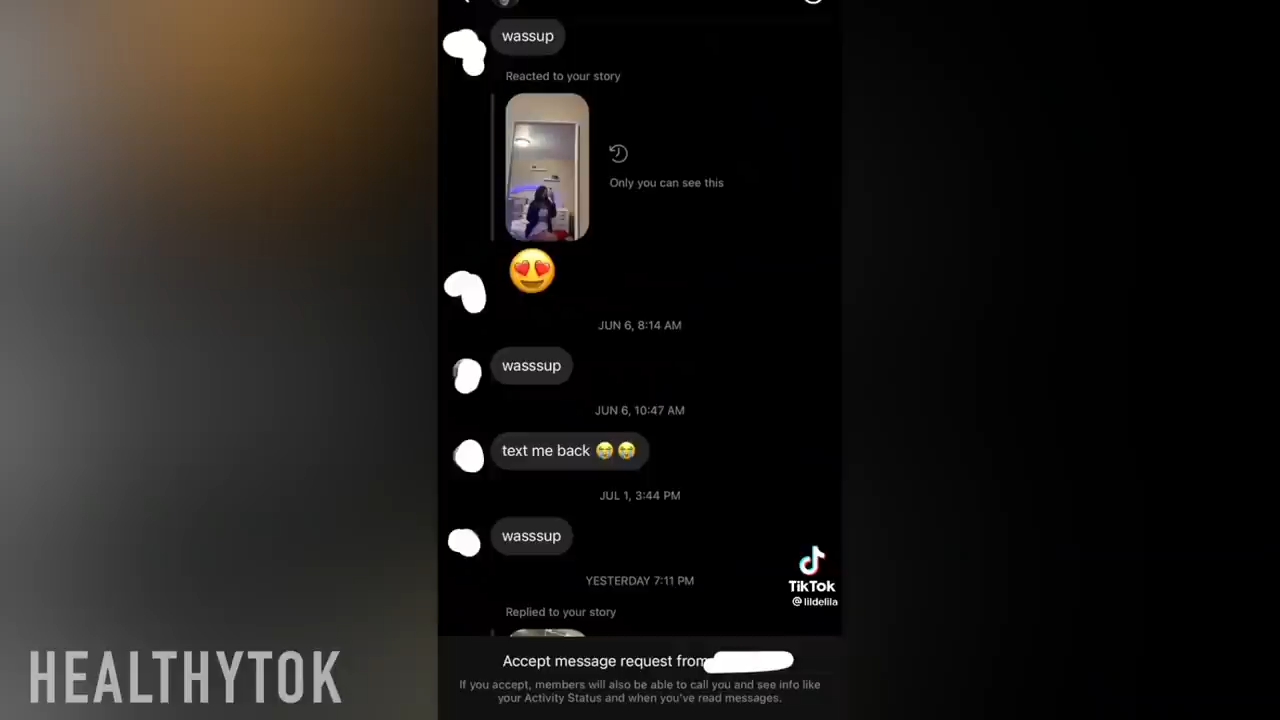 wassup
Reacted to your story
Only you can see this
JUN 6, 8:14 AM
wasssup
JUN 6, 10:47 AM
text me back 😭😭
JUL 1, 3:44 PM
wasssup
YESTERDAY 7:11 PM
Replied to your story
TikTok
@lildelila
Accept message request from
If you accept, members will also be able to call you and see info like
your Activity Status and when you've read messages.
HEALTHYTOK